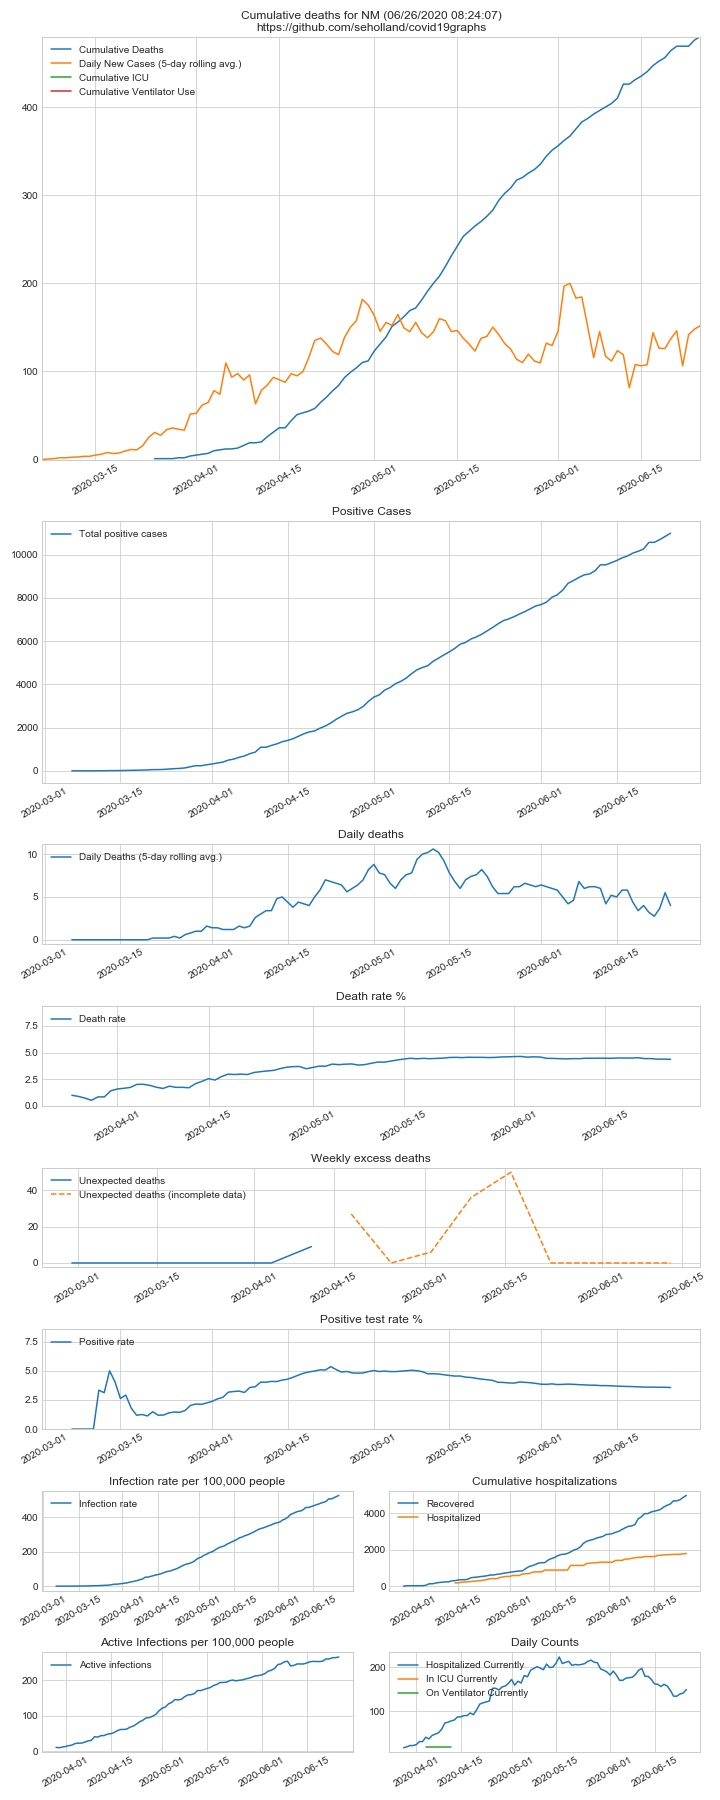 Cumulative deaths for NM (06/26/2020 08:24:07)
https://github.com/seholland/covid19graphs
Cumulative Deaths
Daily New Cases (5-day rolling avg.)
Cumulative ICU
Cumulative Ventilator Use
400
300
200
100
0
2020-03-15 2020-04-01 2020-04-15 2020-05-01 2020-05-15 2020-06-01 2020-06-15
Positive Cases
Total positive cases
10000
8000
6000
4000
2000
0
2020-03-01 2020-03-15 2020-04-01 2020-04-15 2020-05-01 2020-05-15 2020-06-01 2020-06-15
Daily deaths
Daily Deaths (5-day rolling avg.)
10
5
0
2020-03-01 2020-03-15 2020-04-01 2020-04-15 2020-05-01 2020-05-15 2020-06-01 2020-06-15
Death rate %
Death rate
7.5
5.0
2.5
0.0
2020-04-01 2020-04-15 2020-05-01 2020-05-15 2020-06-01 2020-06-15
Weekly excess deaths
Unexpected deaths
Unexpected deaths (incomplete data)
40
20
0
2020-03-01 2020-03-15 2020-04-01 2020-04-15 2020-05-01 2020-05-15 2020-06-01 2020-06-15
Positive test rate %
Positive rate
7.5
5.0
2.5
0.0
2020-03-01 2020-03-15 2020-04-01 2020-04-15 2020-05-01 2020-05-15 2020-06-01 2020-06-15
Infection rate per 100,000 people
Infection rate
400
200
0
2020-03-01 2020-03-15 2020-04-01 2020-04-15 2020-05-01 2020-05-15 2020-06-01 2020-06-15
Cumulative hospitalizations
Recovered
Hospitalized
4000
2000
0
2020-04-01 2020-04-15 2020-05-01 2020-05-15 2020-06-01 2020-06-15
Active Infections per 100,000 people
Active infections
200
100
0
2020-04-01 2020-04-15 2020-05-01 2020-05-15 2020-06-01 2020-06-15
Daily Counts
Hospitalized Currently
In ICU Currently
On Ventilator Currently
200
100
2020-04-01 2020-04-15 2020-05-01 2020-05-15 2020-06-01 2020-06-15